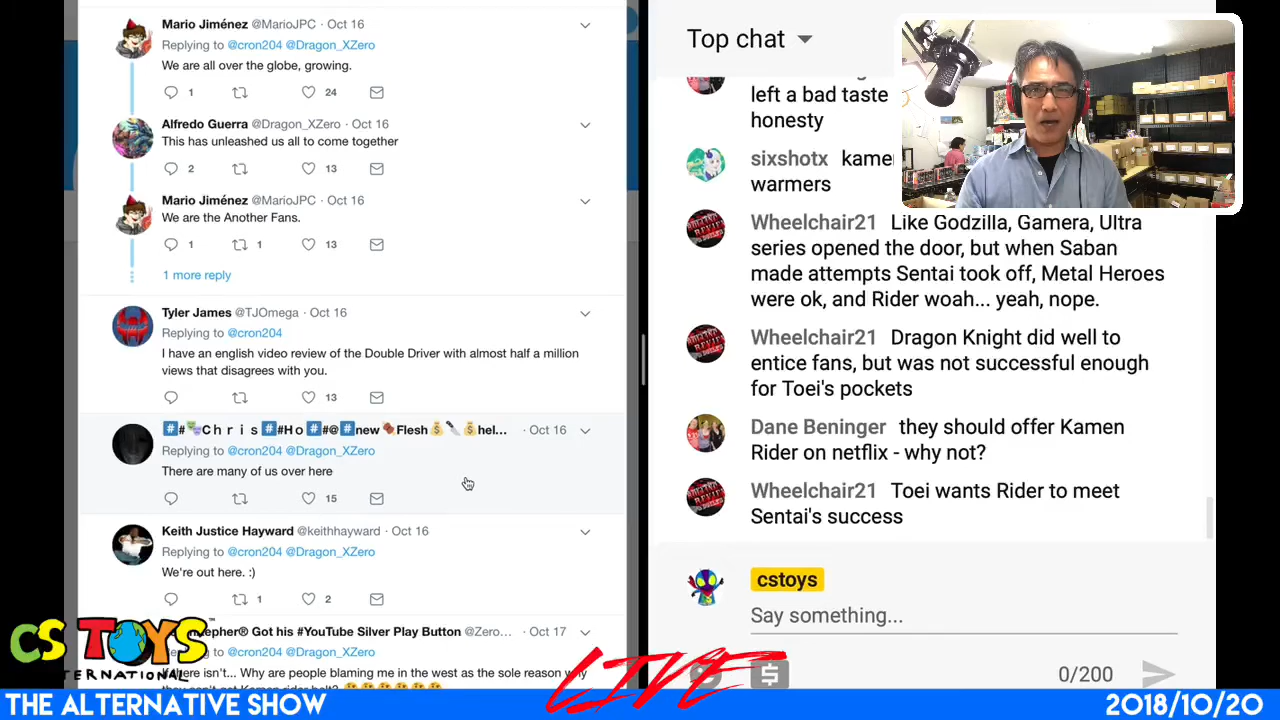 Mario Jiménez @MarioJPC · Oct 16
Replying to @cron204 @Dragon_XZero
We are all over the globe, growing.
1 24
Alfredo Guerra @Dragon_XZero · Oct 16
This has unleashed us all to come together
2 13
Mario Jiménez @MarioJPC · Oct 16
We are the Another Fans.
1 1 13
1 more reply
Tyler James @TJOmega · Oct 16
Replying to @cron204
I have an english video review of the Double Driver with almost half a million
views that disagrees with you.
13
#️⃣#🎭Chris#️⃣#Ho#️⃣#@#️⃣new Flesh💰🔪💰hel... · Oct 16
Replying to @cron204 @Dragon_XZero
There are many of us over here
15
Keith Justice Hayward @keithhayward · Oct 16
Replying to @cron204 @Dragon_XZero
We're out here. :)
1 2
Got his #YouTube Silver Play Button @Zero... · Oct 17
@cron204 @Dragon_XZero
there isn't... Why are people blaming me in the west as the sole reason why
Top chat
left a bad taste
honesty
sixshotx
warmers
Wheelchair21 Like Godzilla, Gamera, Ultra
series opened the door, but when Saban
made attempts Sentai took off, Metal Heroes
were ok, and Rider woah... yeah, nope.
Wheelchair21 Dragon Knight did well to
entice fans, but was not successful enough
for Toei's pockets
Dane Beninger they should offer Kamen
Rider on netflix - why not?
Wheelchair21 Toei wants Rider to meet
Sentai's success
cstoys
Say something...
0/200
CS TOYS™
INTERNATIONAL
LIVE
THE ALTERNATIVE SHOW
2018/10/20